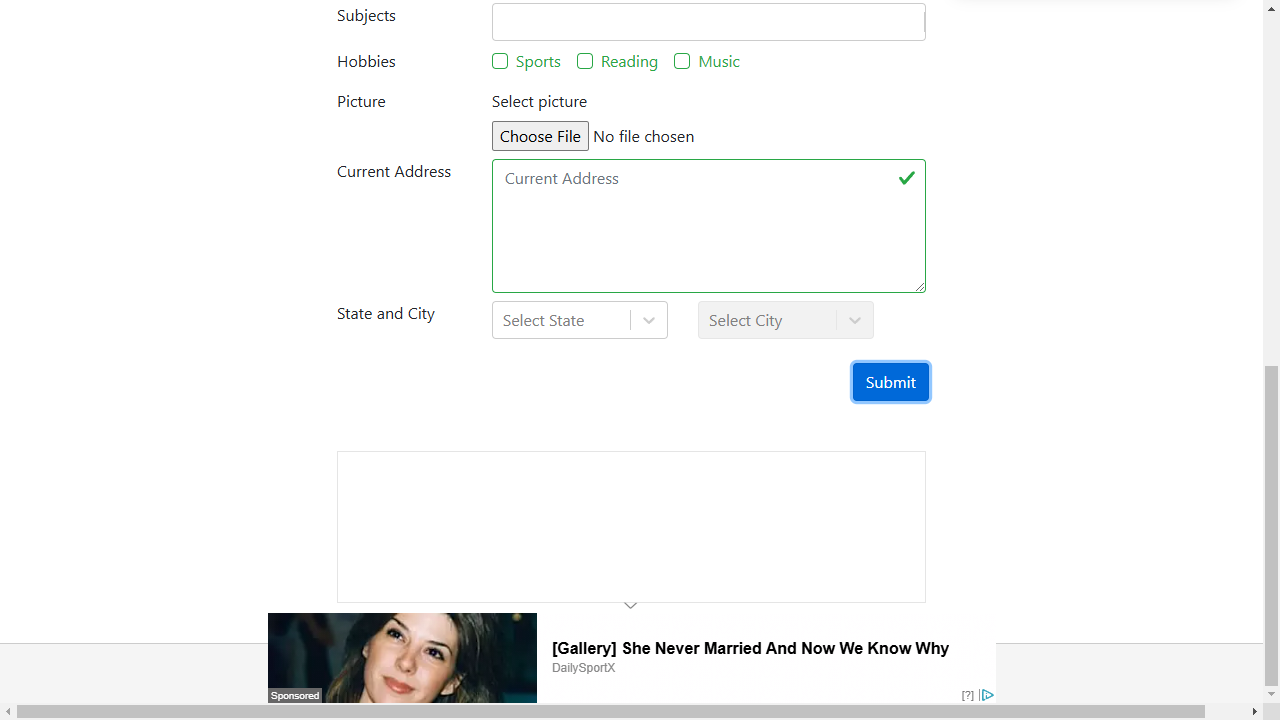 Subjects
Hobbies Sports Reading Music
Picture Select picture
Choose File No file chosen
Current Address Current Address
State and City Select State Select City
Submit
[Gallery] She Never Married And Now We Know Why
DailySportX
Sponsored
[?]